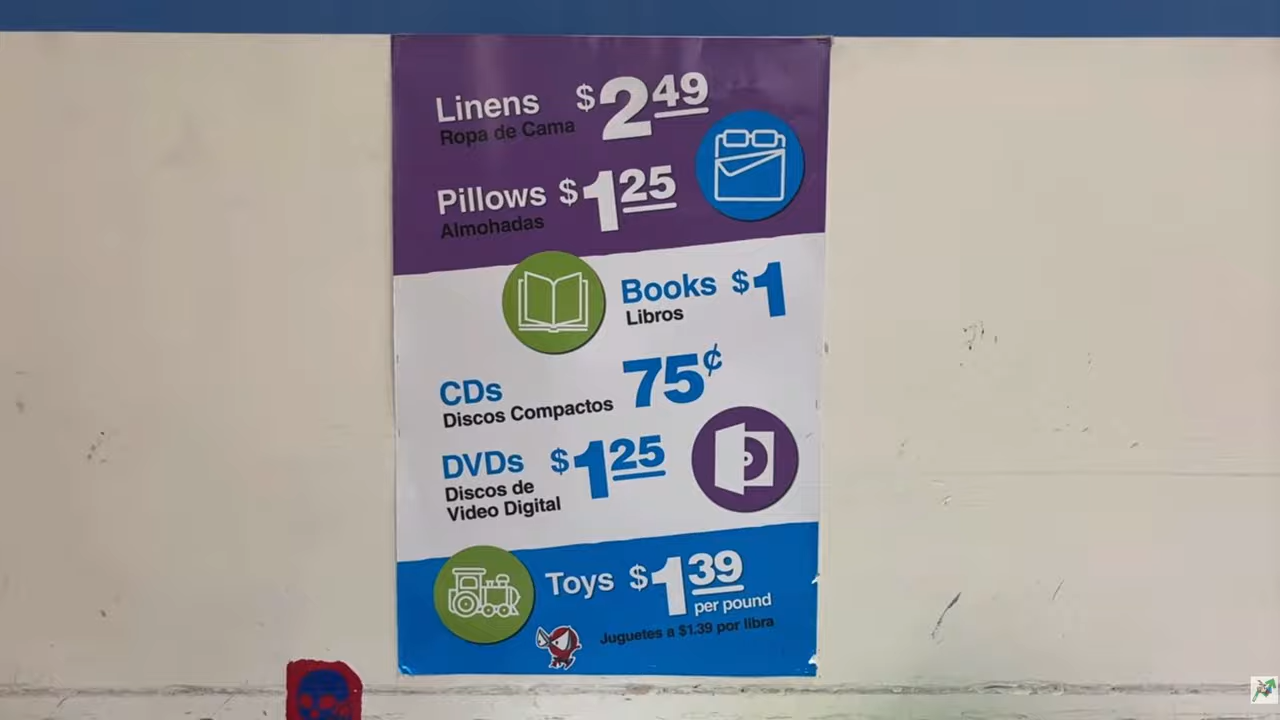 Linens $2.49
Ropa de Cama
Pillows $1.25
Almohadas
Books $1
Libros
CDs 75¢
Discos Compactos
DVDs $1.25
Discos de
Video Digital
Toys $1.39
per pound
Juguetes a $1.39 por libra